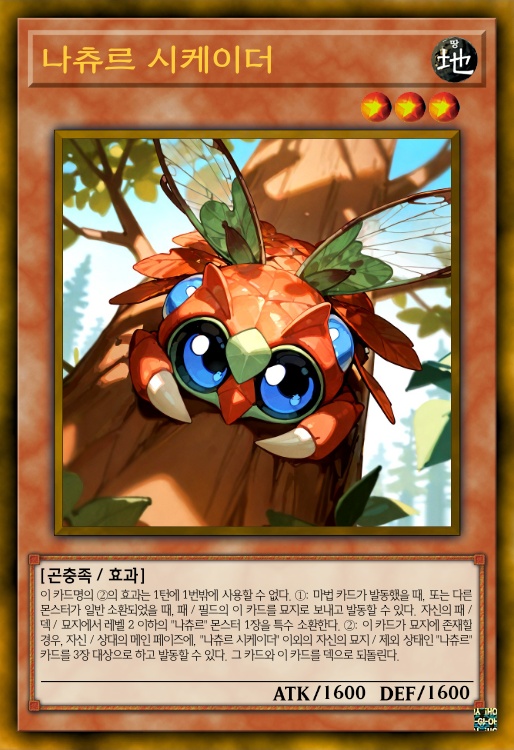 나츄르 시케이더
땅
地
[곤충족 / 효과]
이 카드명의 ②의 효과는 1턴에 1번밖에 사용할 수 없다. ①: 마법 카드가 발동했을 때, 또는 다른
몬스터가 일반 소환되었을 때, 패 / 필드의 이 카드를 묘지로 보내고 발동할 수 있다. 자신의 패 /
덱 / 묘지에서 레벨 2 이하의 "나츄르" 몬스터 1장을 특수 소환한다. ②: 이 카드가 묘지에 존재할
경우, 자신 / 상대의 메인 페이즈에, "나츄르 시케이더" 이외의 자신의 묘지 / 제외 상태인 "나츄르"
카드를 3장 대상으로 하고 발동할 수 있다. 그 카드와 이 카드를 덱으로 되돌린다.
ATK/1600 DEF/1600